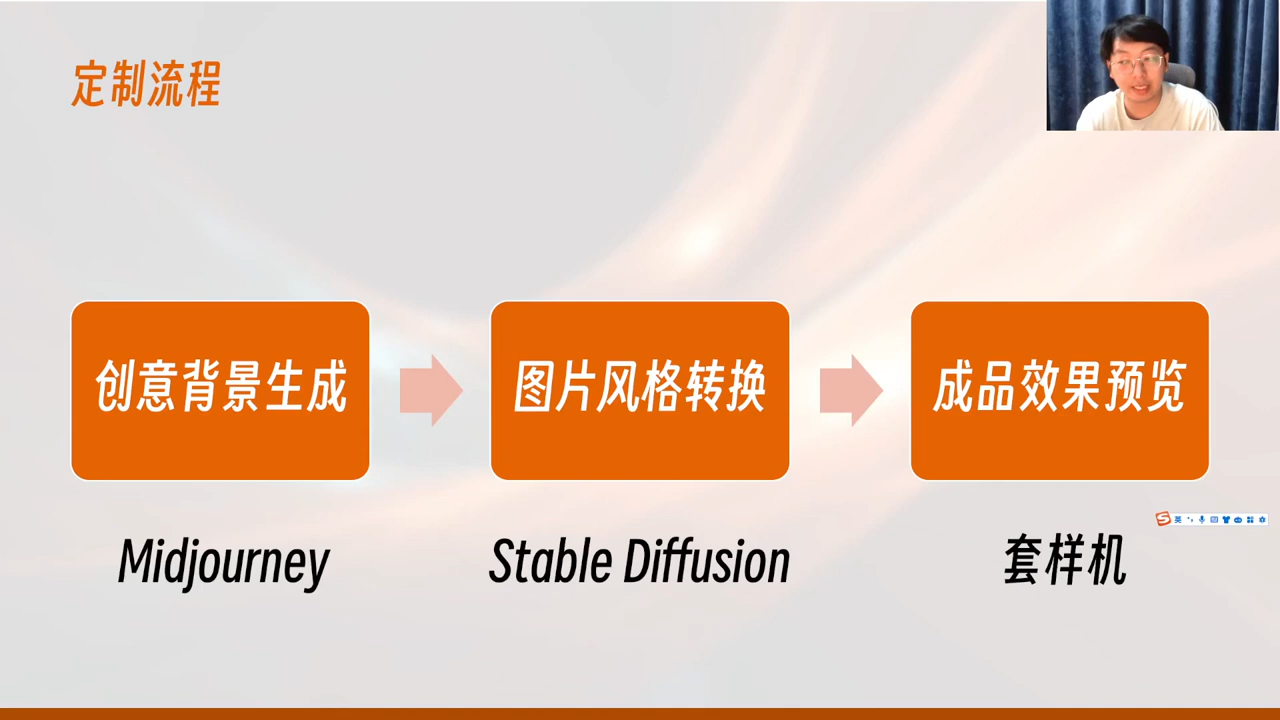 定制流程
创意背景生成
图片风格转换
成品效果预览
英
Midjourney
Stable Diffusion
套样机